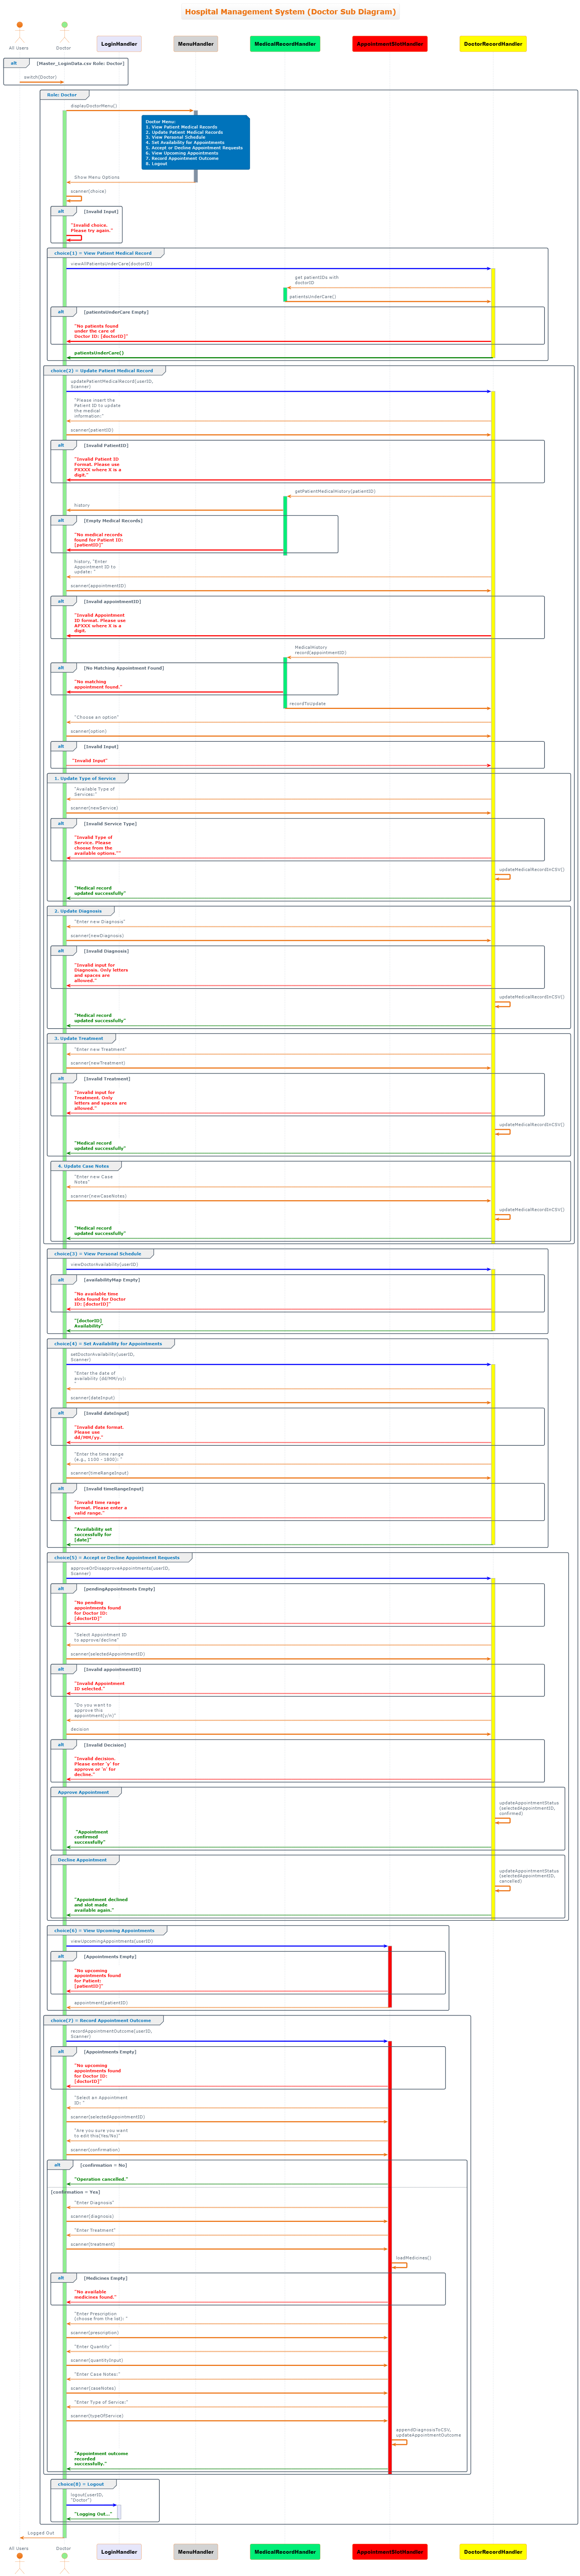 Hospital Management System (Doctor Sub Diagram)
All Users
Doctor
LoginHandler
MenuHandler
MedicalRecordHandler
AppointmentSlotHandler
DoctorRecordHandler
alt
[Master_LoginData.csv Role: Doctor]
switch(Doctor)
Role: Doctor
displayDoctorMenu()
Doctor Menu:
1. View Patient Medical Records
2. Update Patient Medical Records
3. View Personal Schedule
4. Set Availability for Appointments
5. Accept or Decline Appointment Requests
6. View Upcoming Appointments
7. Record Appointment Outcome
8. Logout
Show Menu Options
scanner(choice)
alt
[Invalid Input]
"Invalid choice.
Please try again."
choice(1) = View Patient Medical Record
viewAllPatientsUnderCare(doctorID)
get patientIDs with
doctorID
patientsUnderCare()
alt
[patientsUnderCare Empty]
"No patients found
under the care of
Doctor ID: [doctorID]"
patientsUnderCare()
choice(2) = Update Patient Medical Record
updatePatientMedicalRecord(userID,
Scanner)
"Please insert the
Patient ID to update
the medical
information:"
scanner(patientID)
alt
[Invalid PatientID]
"Invalid Patient ID
Format. Please use
PXXXX where X is a
digit."
getPatientMedicalHistory(patientID)
history
alt
[Empty Medical Records]
"No medical records
found for Patient ID:
[patientID]"
history, "Enter
Appointment ID to
update: "
scanner(appointmentID)
alt
[Invalid appointmentID]
"Invalid Appointment
ID format. Please use
APXXX where X is a
digit.
MedicalHistory
record(appointmentID)
alt
[No Matching Appointment Found]
"No matching
appointment found."
recordToUpdate
"Choose an option"
scanner(option)
alt
[Invalid Input]
"Invalid Input"
1. Update Type of Service
"Available Type of
Services:"
scanner(newService)
alt
[Invalid Service Type]
"Invalid Type of
Service. Please
choose from the
available options.""
updateMedicalRecordInCSV()
"Medical record
updated successfully"
2. Update Diagnosis
"Enter new Diagnosis"
scanner(newDiagnosis)
alt
[Invalid Diagnosis]
"Invalid input for
Diagnosis. Only letters
and spaces are
allowed."
updateMedicalRecordInCSV()
"Medical record
updated successfully"
3. Update Treatment
"Enter new Treatment"
scanner(newTreatment)
alt
[Invalid Treatment]
"Invalid input for
Treatment. Only
letters and spaces are
allowed."
updateMedicalRecordInCSV()
"Medical record
updated successfully"
4. Update Case Notes
"Enter new Case
Notes"
scanner(newCaseNotes)
updateMedicalRecordInCSV()
"Medical record
updated successfully"
choice(3) = View Personal Schedule
viewDoctorAvailability(userID)
alt
[availabilityMap Empty]
"No available time
slots found for Doctor
ID: [doctorID]"
"[doctorID]
Availability"
choice(4) = Set Availability for Appointments
setDoctorAvailability(userID,
Scanner)
"Enter the date of
availability (dd/MM/yy):
scanner(dateInput)
alt
[Invalid dateInput]
"Invalid date format.
Please use
dd/MM/yy."
"Enter the time range
(e.g., 1100 - 1800): "
scanner(timeRangeInput)
alt
[Invalid timeRangeInput]
"Invalid time range
format. Please enter a
valid range."
"Availability set
successfully for
[date]"
choice(5) = Accept or Decline Appointment Requests
approveOrDisapproveAppointments(userID,
Scanner)
alt
[pendingAppointments Empty]
"No pending
appointments found
for Doctor ID:
[doctorID]"
"Select Appointment ID
to approve/decline"
scanner(selectedAppointmentID)
alt
[Invalid appointmentID]
"Invalid Appointment
ID selected."
"Do you want to
approve this
appointment(y/n)"
decision
alt
[Invalid Decision]
"Invalid decision.
Please enter 'y' for
approve or 'n' for
decline."
Approve Appointment
updateAppointmentStatus
(selectedAppointmentID,
confirmed)
"Appointment
confirmed
successfully"
Decline Appointment
updateAppointmentStatus
(selectedAppointmentID,
cancelled)
"Appointment declined
and slot made
available again."
choice(6) = View Upcoming Appointments
viewUpcomingAppointments(userID)
alt
[Appointments Empty]
"No upcoming
appointments found
for Patient:
[patientID]"
appointment(patientID)
choice(7) = Record Appointment Outcome
recordAppointmentOutcome(userID,
Scanner)
alt
[Appointments Empty]
"No upcoming
appointments found
for Doctor ID:
[doctorID]"
"Select an Appointment
ID: "
scanner(selectedAppointmentID)
"Are you sure you want
to edit this(Yes/No)"
scanner(confirmation)
alt
[confirmation = No]
"Operation cancelled."
[confirmation = Yes]
"Enter Diagnosis"
scanner(diagnosis)
"Enter Treatment"
scanner(treatment)
loadMedicines()
alt
[Medicines Empty]
"No available
medicines found."
"Enter Prescription
(choose from the list): "
scanner(prescription)
"Enter Quantity"
scanner(quantityInput)
"Enter Case Notes:"
scanner(caseNotes)
"Enter Type of Service:"
scanner(typeOfService)
appendDiagnosisToCSV,
updateAppointmentOutcome
"Appointment outcome
recorded
successfully."
choice(8) = Logout
logout(userID,
"Doctor")
"Logging Out..."
Logged Out
All Users
Doctor
LoginHandler
MenuHandler
MedicalRecordHandler
AppointmentSlotHandler
DoctorRecordHandler